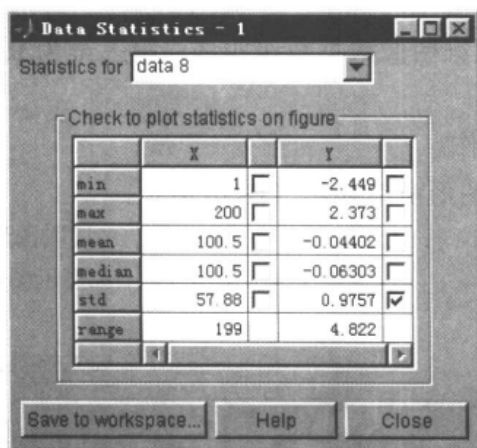 Data Statistics - 1
Statistics for data 8
Check to plot statistics on figure
X Y
min 1 -2.449
max 200 2.373
mean 100.5 -0.04402
median 100.5 -0.06303
std 57.88 0.9757
range 199 4.822
Save to workspace... Help Close